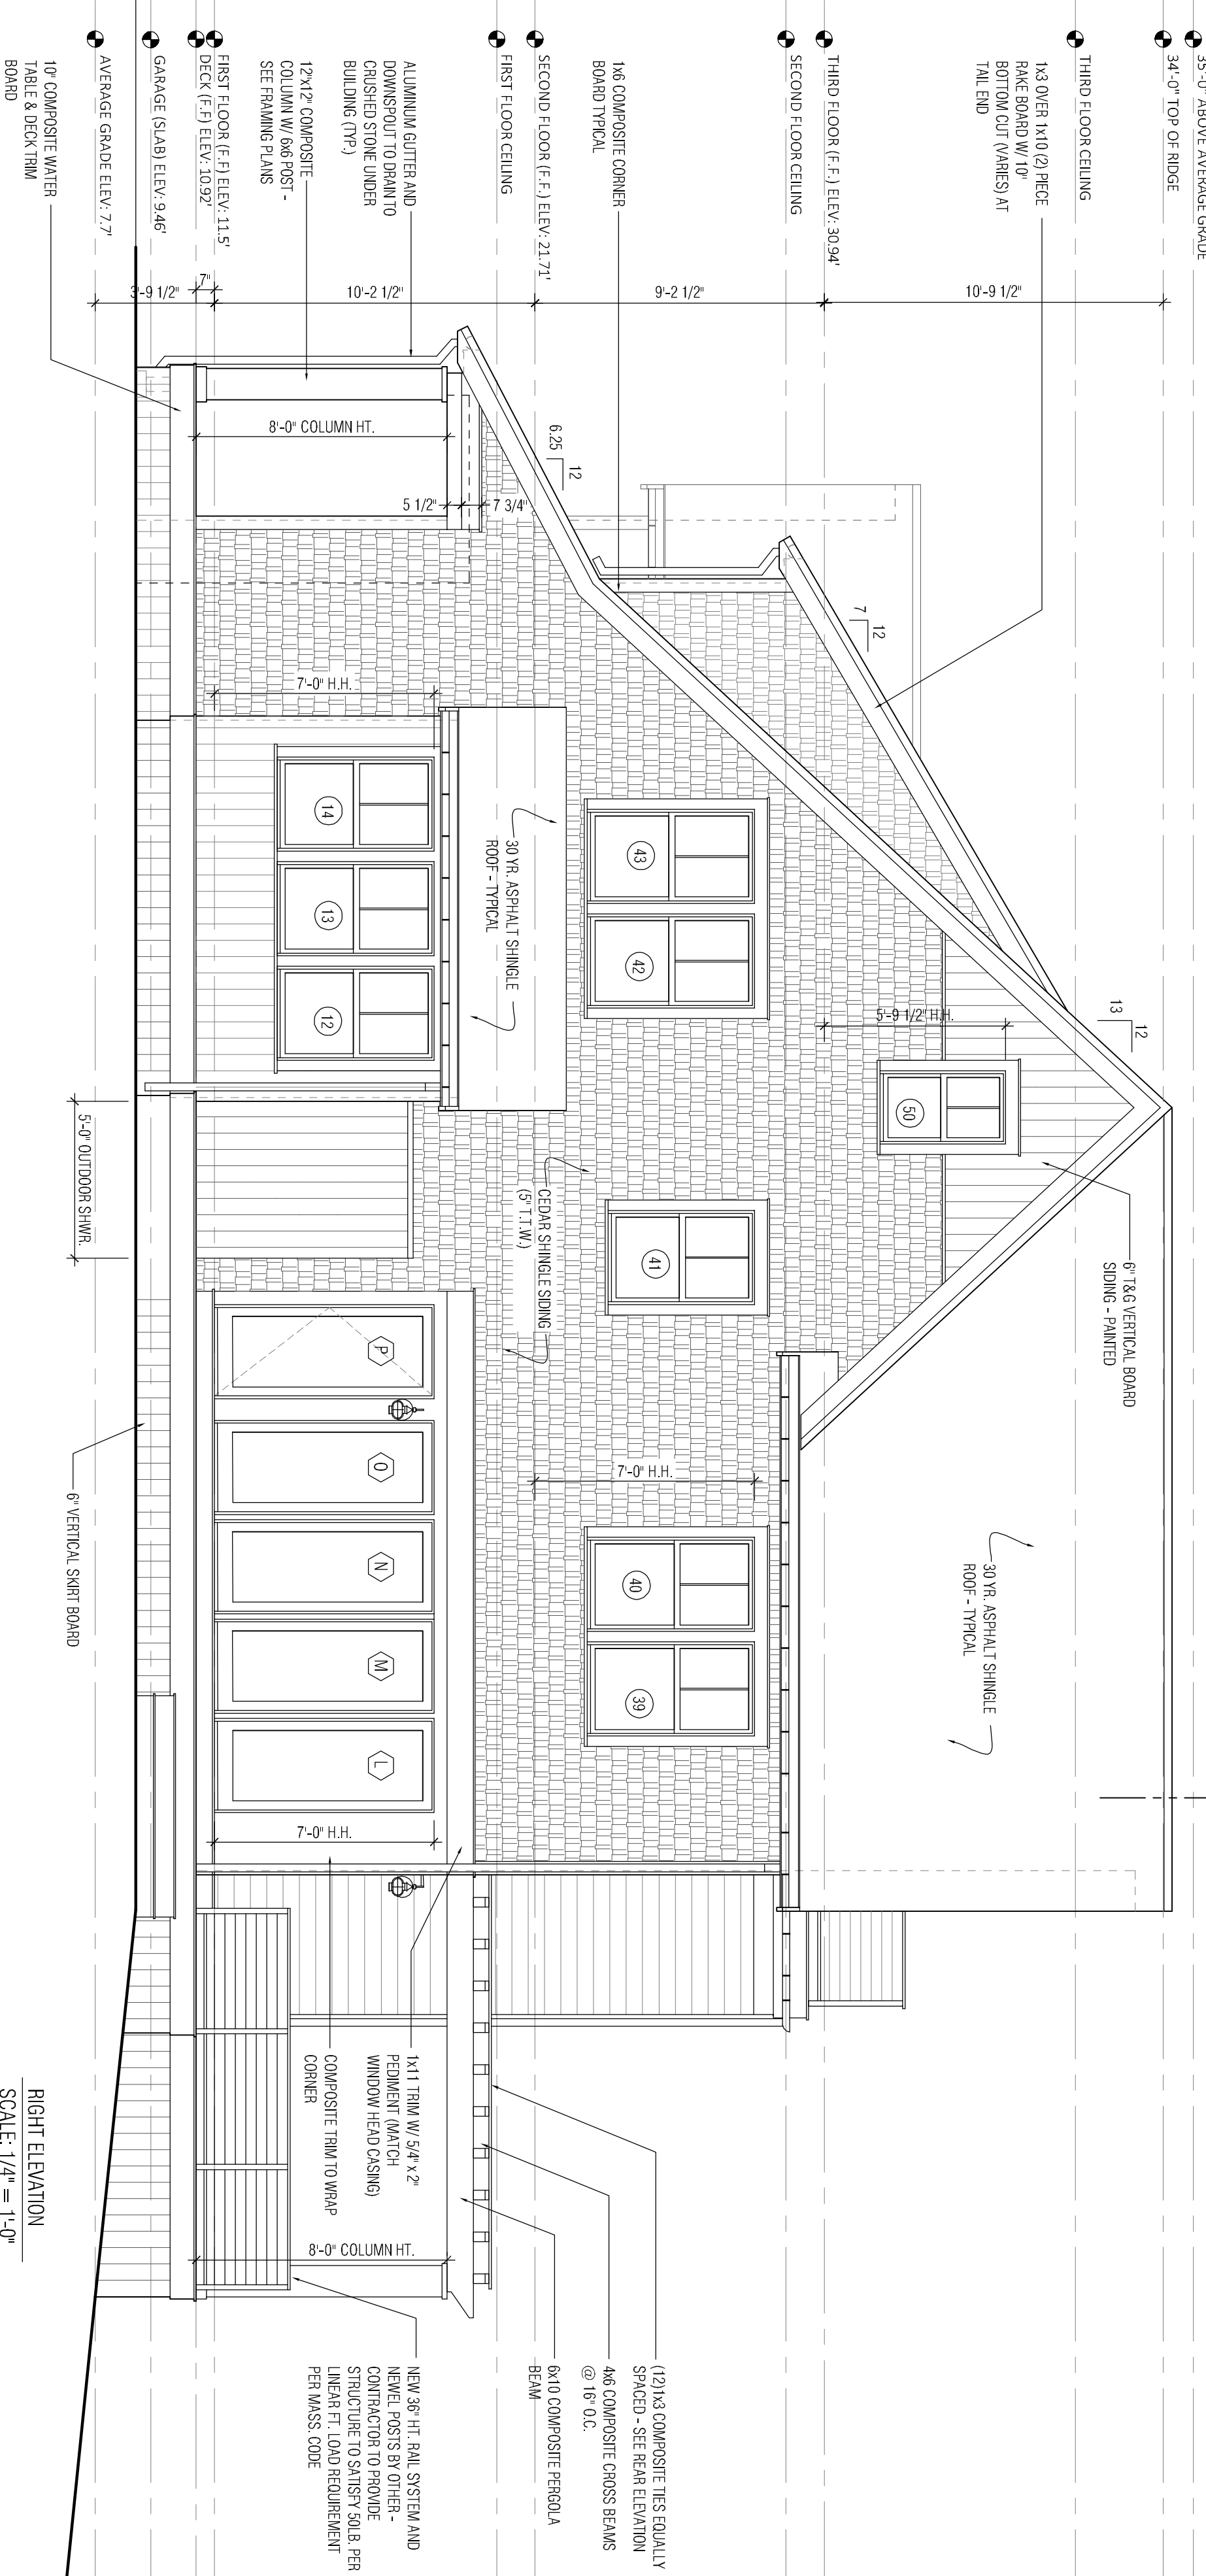 35'-0" ABOVE AVERAGE GRADE
34'-0" TOP OF RIDGE
THIRD FLOOR CEILING
THIRD FLOOR (F.F.) ELEV: 30.94'
SECOND FLOOR CEILING
SECOND FLOOR (F.F.) ELEV: 21.71'
FIRST FLOOR CEILING
FIRST FLOOR (F.F) ELEV: 11.5'
DECK (F.F) ELEV: 10.92'
GARAGE (SLAB) ELEV: 9.46'
AVERAGE GRADE ELEV: 7.7'
1x3 OVER 1x10 (2) PIECE
RAKE BOARD W/ 10"
BOTTOM CUT (VARIES) AT
TAIL END
1x6 COMPOSITE CORNER
BOARD TYPICAL
ALUMINUM GUTTER AND
DOWNSPOUT TO DRAIN TO
CRUSHED STONE UNDER
BUILDING (TYP.)
12"x12" COMPOSITE
COLUMN W/ 6x6 POST -
SEE FRAMING PLANS
10" COMPOSITE WATER
TABLE & DECK TRIM
BOARD
10'-9 1/2"
9'-2 1/2"
10'-2 1/2"
7"
3'-9 1/2"
8'-0" COLUMN HT.
5 1/2"
7 3/4"
12
6.25
12
7
12
13
7'-0" H.H.
5'-9 1/2" H.H.
14
13
12
43
42
50
41
40
39
30 YR. ASPHALT SHINGLE
ROOF - TYPICAL
CEDAR SHINGLE SIDING
(5" T.T.W.)
6" T&G VERTICAL BOARD
SIDING - PAINTED
5'-0" OUTDOOR SHWR.
P
O
N
M
L
7'-0" H.H.
6" VERTICAL SKIRT BOARD
30 YR. ASPHALT SHINGLE
ROOF - TYPICAL
7'-0" H.H.
1x11 TRIM W/ 5/4" x 2"
PEDIMENT (MATCH
WINDOW HEAD CASING)
COMPOSITE TRIM TO WRAP
CORNER
8'-0" COLUMN HT.
(12)1x3 COMPOSITE TIES EQUALLY
SPACED - SEE REAR ELEVATION
4x6 COMPOSITE CROSS BEAMS
@ 16" O.C.
6x10 COMPOSITE PERGOLA
BEAM
NEW 36" HT. RAIL SYSTEM AND
NEWEL POSTS BY OTHER -
CONTRACTOR TO PROVIDE
STRUCTURE TO SATISFY 50LB. PER
LINEAR FT. LOAD REQUIREMENT
PER MASS. CODE
RIGHT ELEVATION
SCALE: 1/4" = 1'-0"